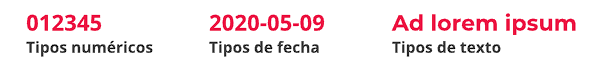 012345 2020-05-09 Ad lorem ipsum
Tipos numéricos Tipos de fecha Tipos de texto